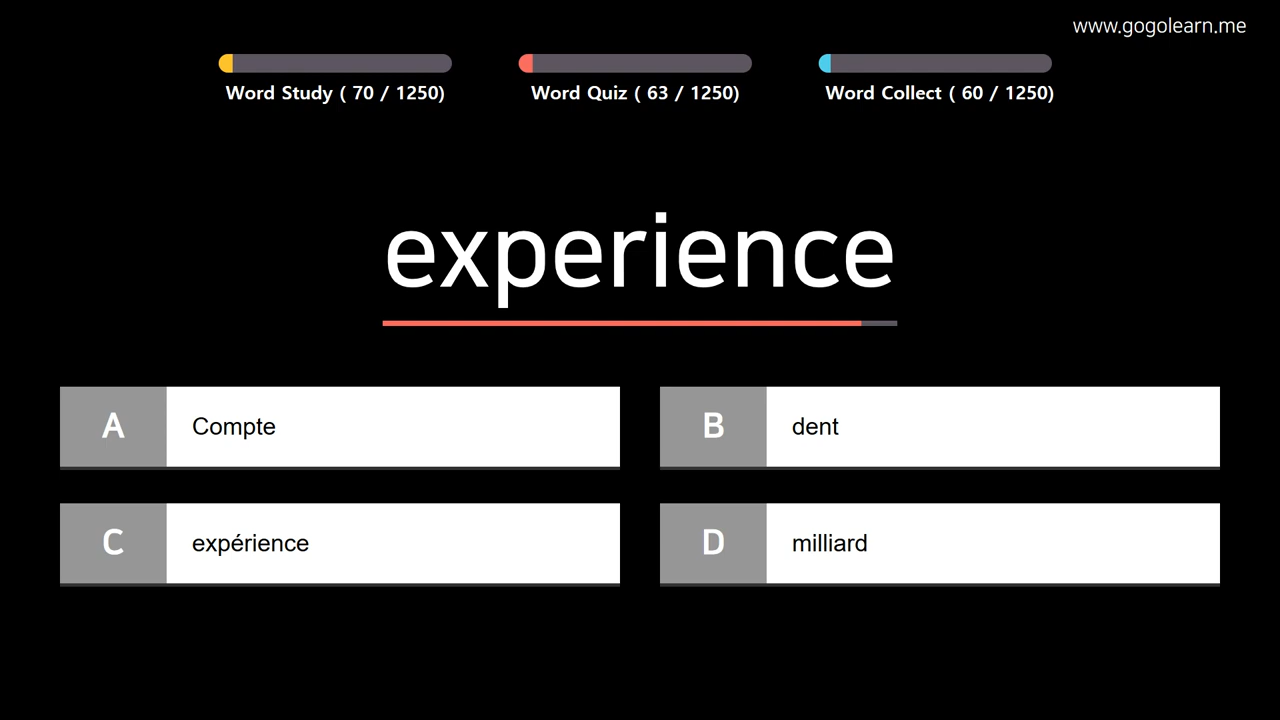 www.gogolearn.me
Word Study ( 70 / 1250)
Word Quiz ( 63 / 1250)
Word Collect ( 60 / 1250)
experience
A Compte
B dent
C expérience
D milliard